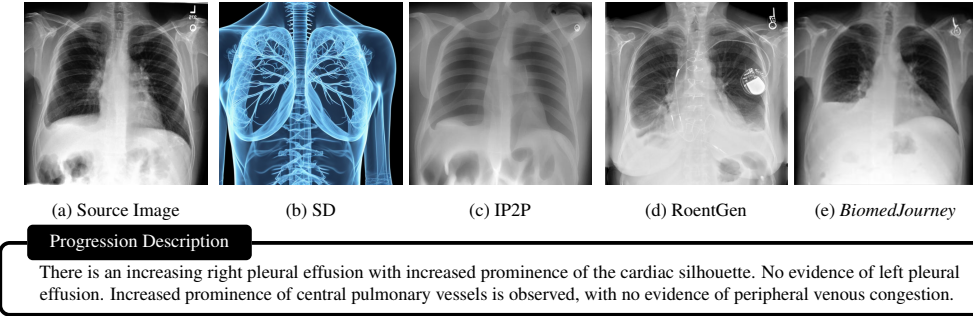 (a) Source Image
(b) SD
(c) IP2P
(d) RoentGen
(e) BiomedJourney
Progression Description
There is an increasing right pleural effusion with increased prominence of the cardiac silhouette. No evidence of left pleural
effusion. Increased prominence of central pulmonary vessels is observed, with no evidence of peripheral venous congestion.